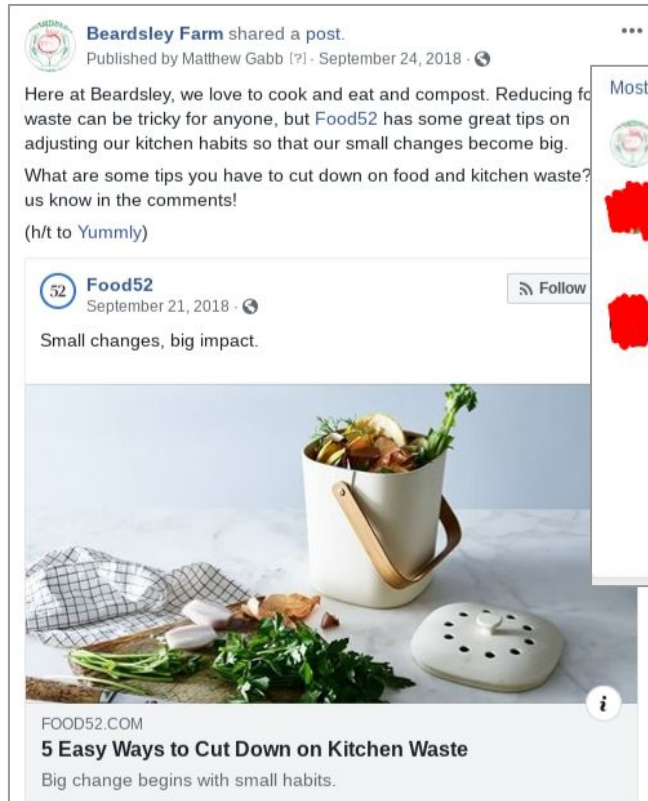 Beardsley Farm shared a post.
Published by Matthew Gabb [?] · September 24, 2018 ·
Here at Beardsley, we love to cook and eat and compost. Reducing
waste can be tricky for anyone, but Food52 has some great tips on
adjusting our kitchen habits so that our small changes become big.
What are some tips you have to cut down on food and kitchen waste?
us know in the comments!
(h/t to Yummly)
52
Food52
September 21, 2018 ·
Follow
Small changes, big impact.
FOOD52.COM
5 Easy Ways to Cut Down on Kitchen Waste
Big change begins with small habits.
Most